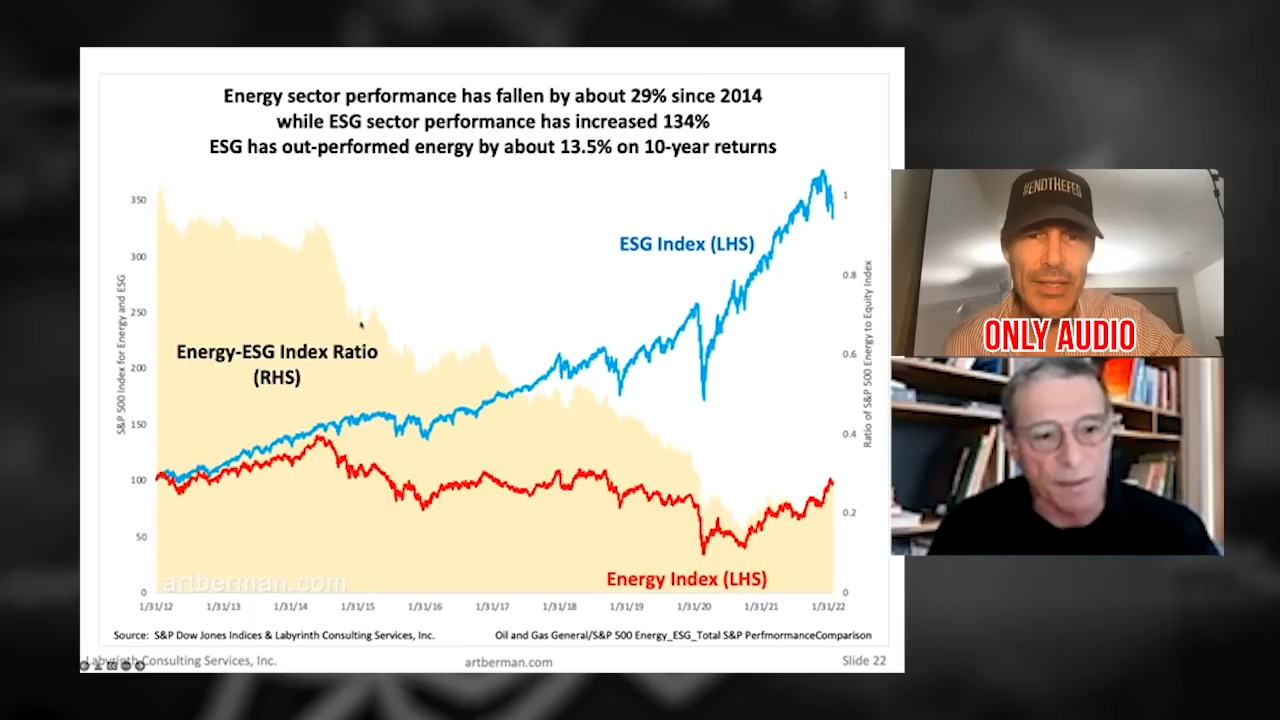 Energy sector performance has fallen by about 29% since 2014
while ESG sector performance has increased 134%
ESG has out-performed energy by about 13.5% on 10-year returns
S&P 500 Index for Energy and ESG
350
300
250
200
150
100
50
0
ESG Index (LHS)
Energy-ESG Index Ratio
(RHS)
Energy Index (LHS)
artberman.com
1
0.8
0.6
0.4
0.2
0
Ratio of S&P 500 Energy to Equity Index
1/31/12 1/31/13 1/31/14 1/31/15 1/31/16 1/31/17 1/31/18 1/31/19 1/31/20 1/31/21 1/31/22
Source: S&P Dow Jones Indices & Labyrinth Consulting Services, Inc.
Oil and Gas General/S&P 500 Energy_ESG_Total S&P PerfmormanceComparison
Labyrinth Consulting Services, Inc.
artberman.com
Slide 22
#ENDTHEFED
ONLY AUDIO